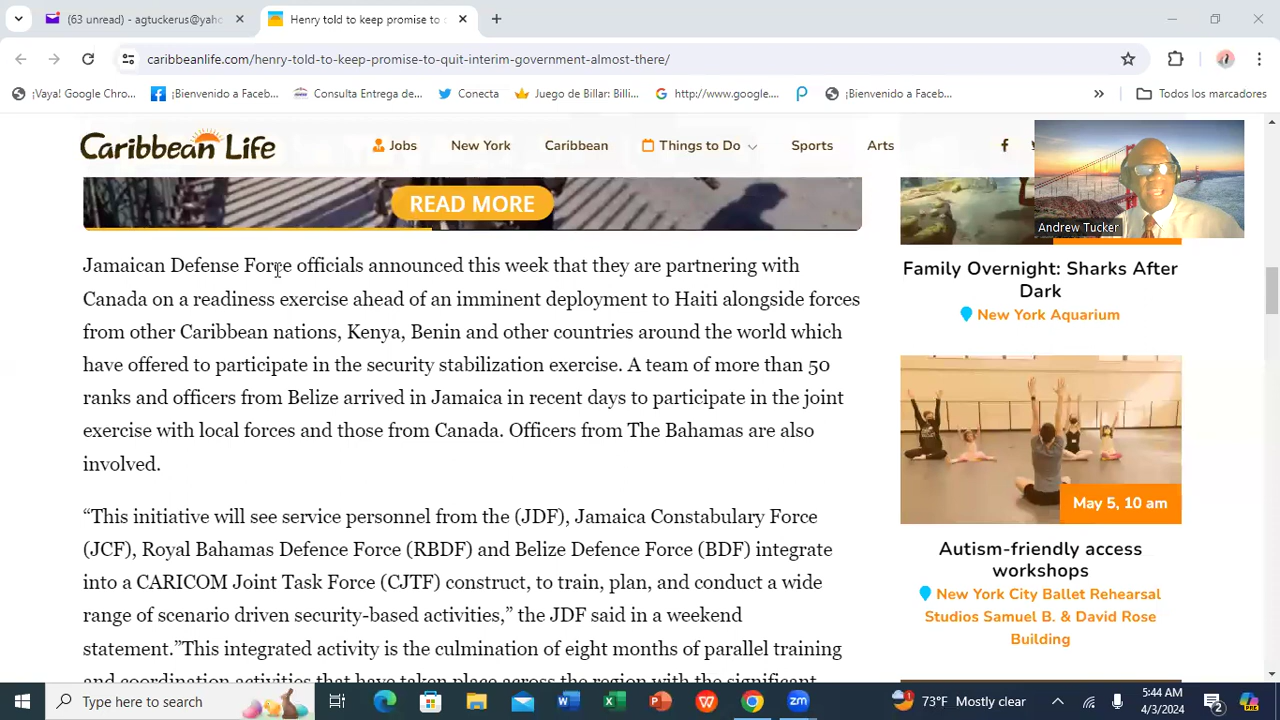 (63 unread) - agtuckerus@yaho
Henry told to keep promise to
caribbeanlife.com/henry-told-to-keep-promise-to-quit-interim-government-almost-there/
¡Vaya! Google Chro...
¡Bienvenido a Faceb...
Consulta Entrega de...
Conecta
Juego de Billar: Billi...
http://www.google....
¡Bienvenido a Faceb...
»
Todos los marcadores
Caribbean Life
Jobs
New York
Caribbean
Things to Do
Sports
Arts
Andrew Tucker
READ MORE
Jamaican Defense Force officials announced this week that they are partnering with
Canada on a readiness exercise ahead of an imminent deployment to Haiti alongside forces
from other Caribbean nations, Kenya, Benin and other countries around the world which
have offered to participate in the security stabilization exercise. A team of more than 50
ranks and officers from Belize arrived in Jamaica in recent days to participate in the joint
exercise with local forces and those from Canada. Officers from The Bahamas are also
involved.
“This initiative will see service personnel from the (JDF), Jamaica Constabulary Force
(JCF), Royal Bahamas Defence Force (RBDF) and Belize Defence Force (BDF) integrate
into a CARICOM Joint Task Force (CJTF) construct, to train, plan, and conduct a wide
range of scenario driven security-based activities,” the JDF said in a weekend
statement.”This integrated activity is the culmination of eight months of parallel training
and coordination activities that have taken place across the region with the significant
Family Overnight: Sharks After
Dark
New York Aquarium
May 5, 10 am
Autism-friendly access
workshops
New York City Ballet Rehearsal
Studios Samuel B. & David Rose
Building
Type here to search
73°F Mostly clear
5:44 AM
4/3/2024
2